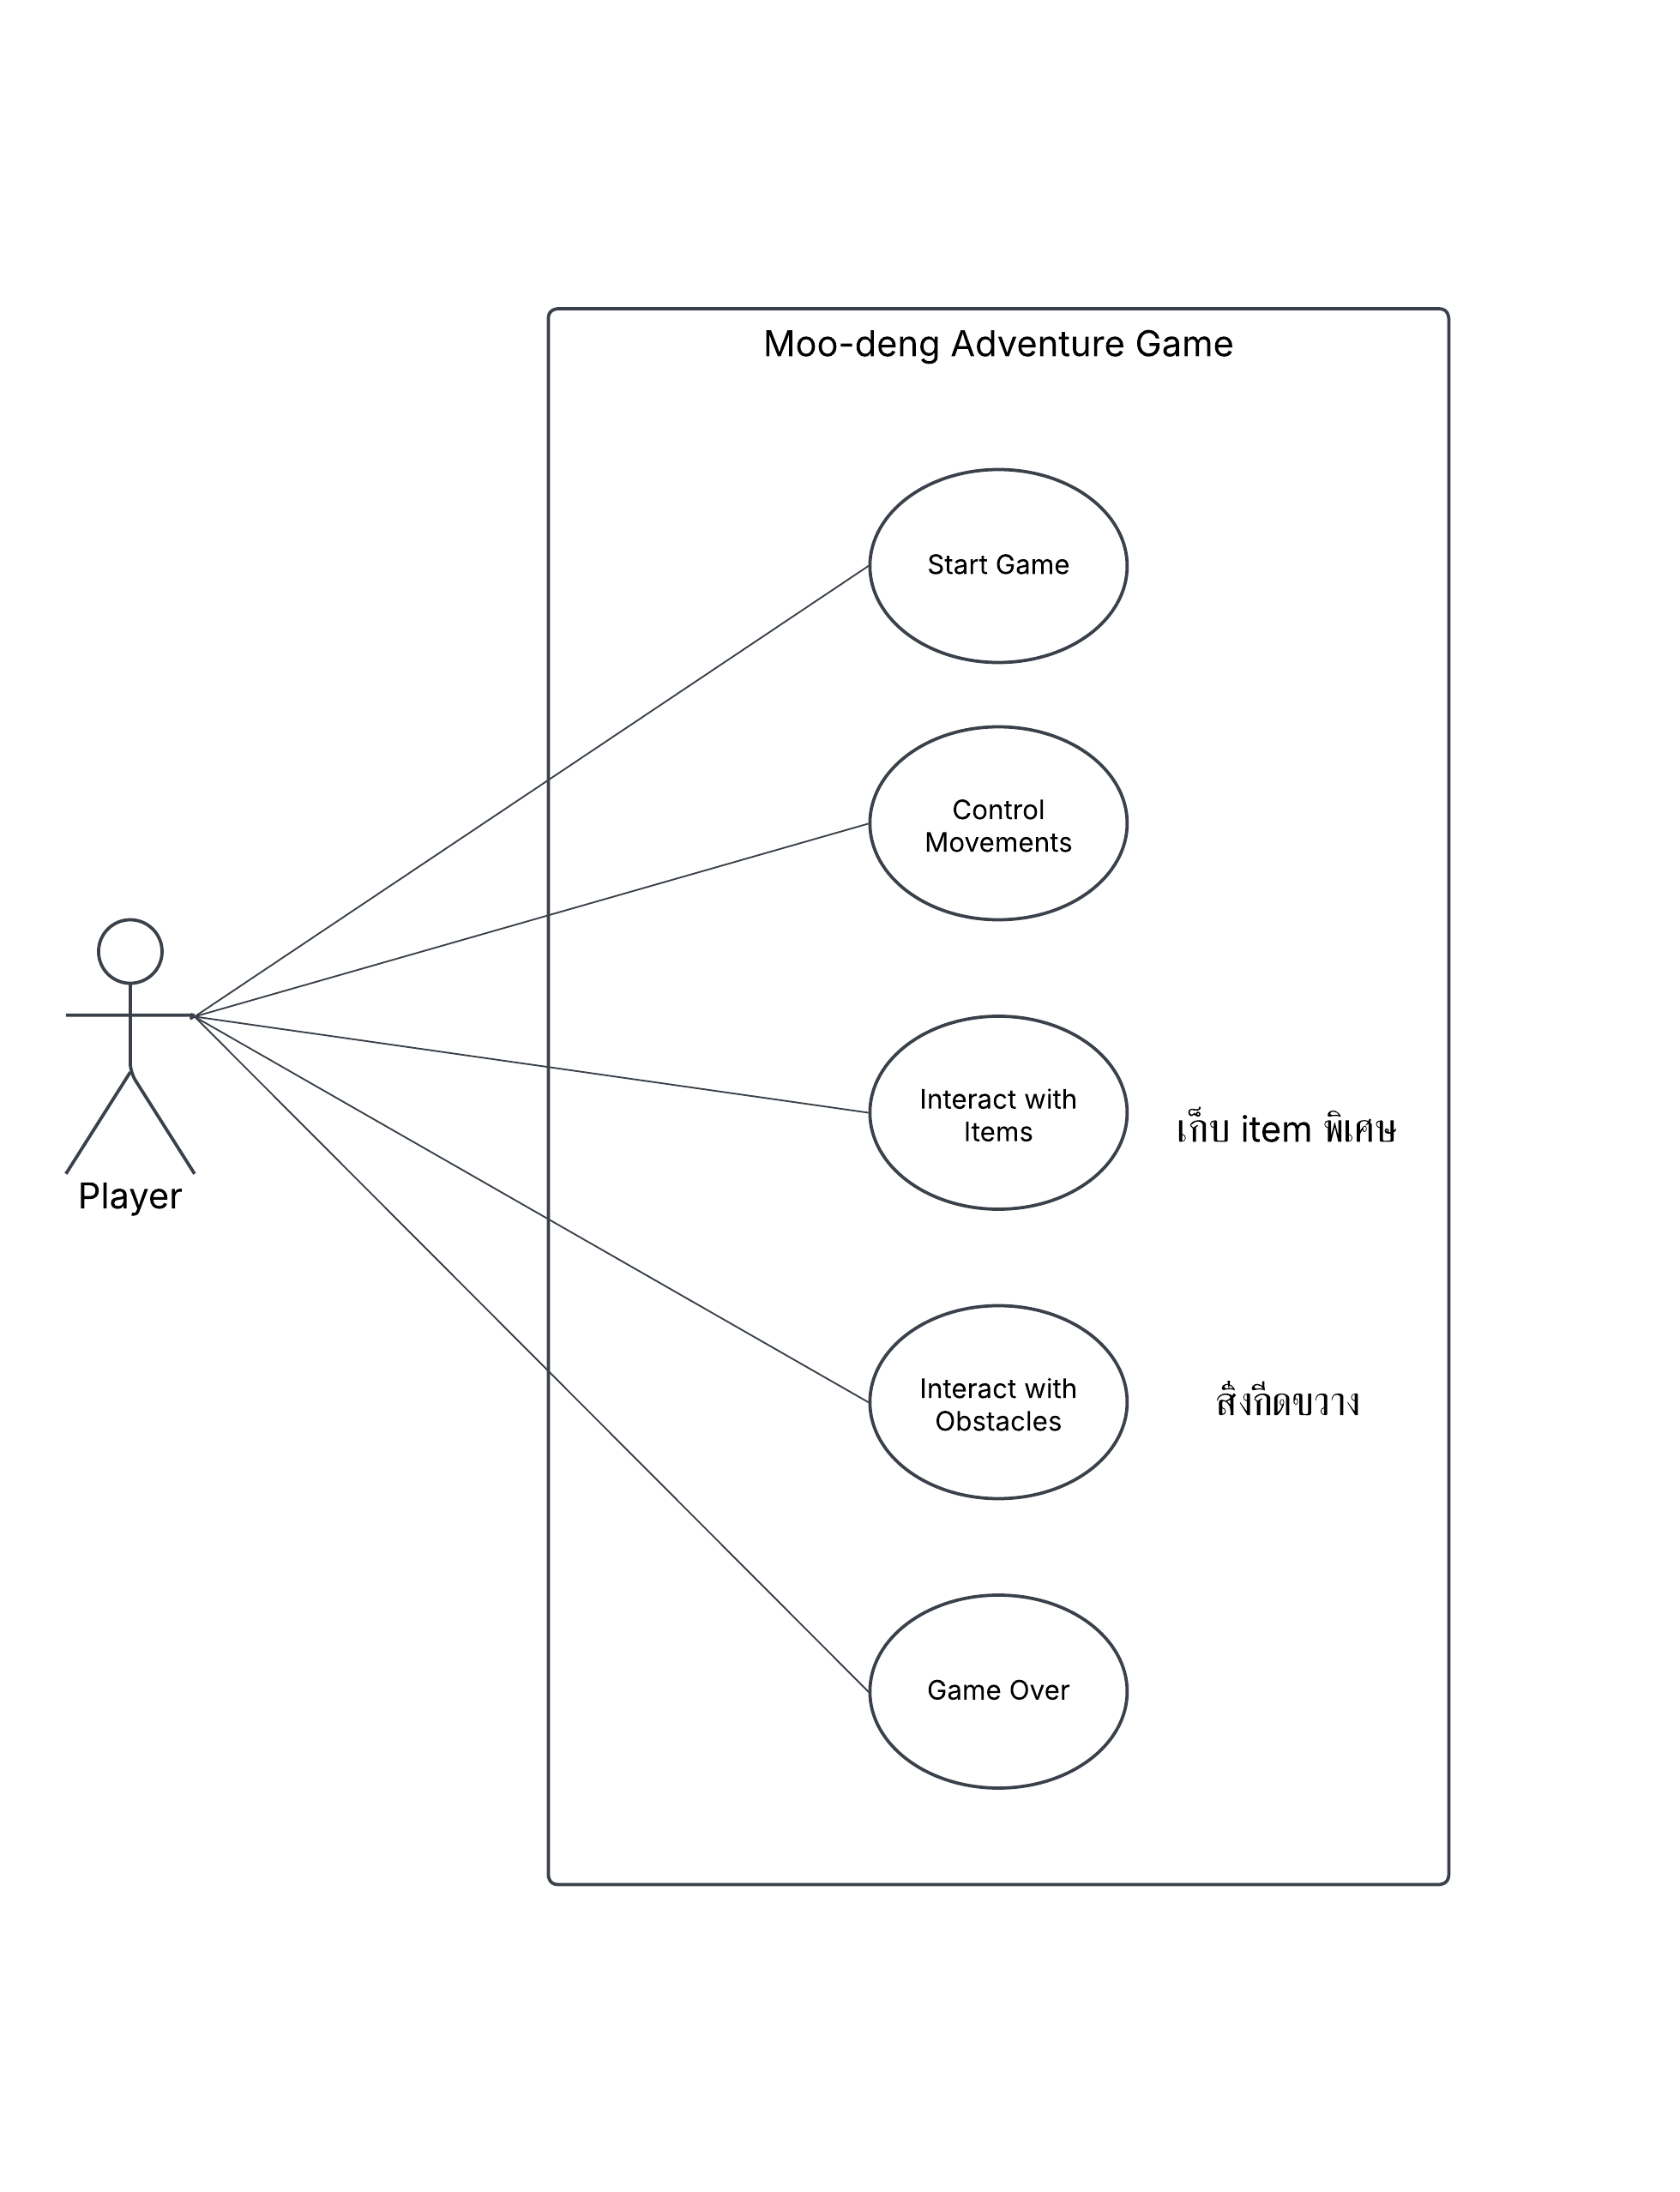 Moo-deng Adventure Game
Start Game
Control
Movements
Interact with
Items
เก็บ item พิเศษ
Player
Interact with
Obstacles
สิ่งกีดขวาง
Game Over